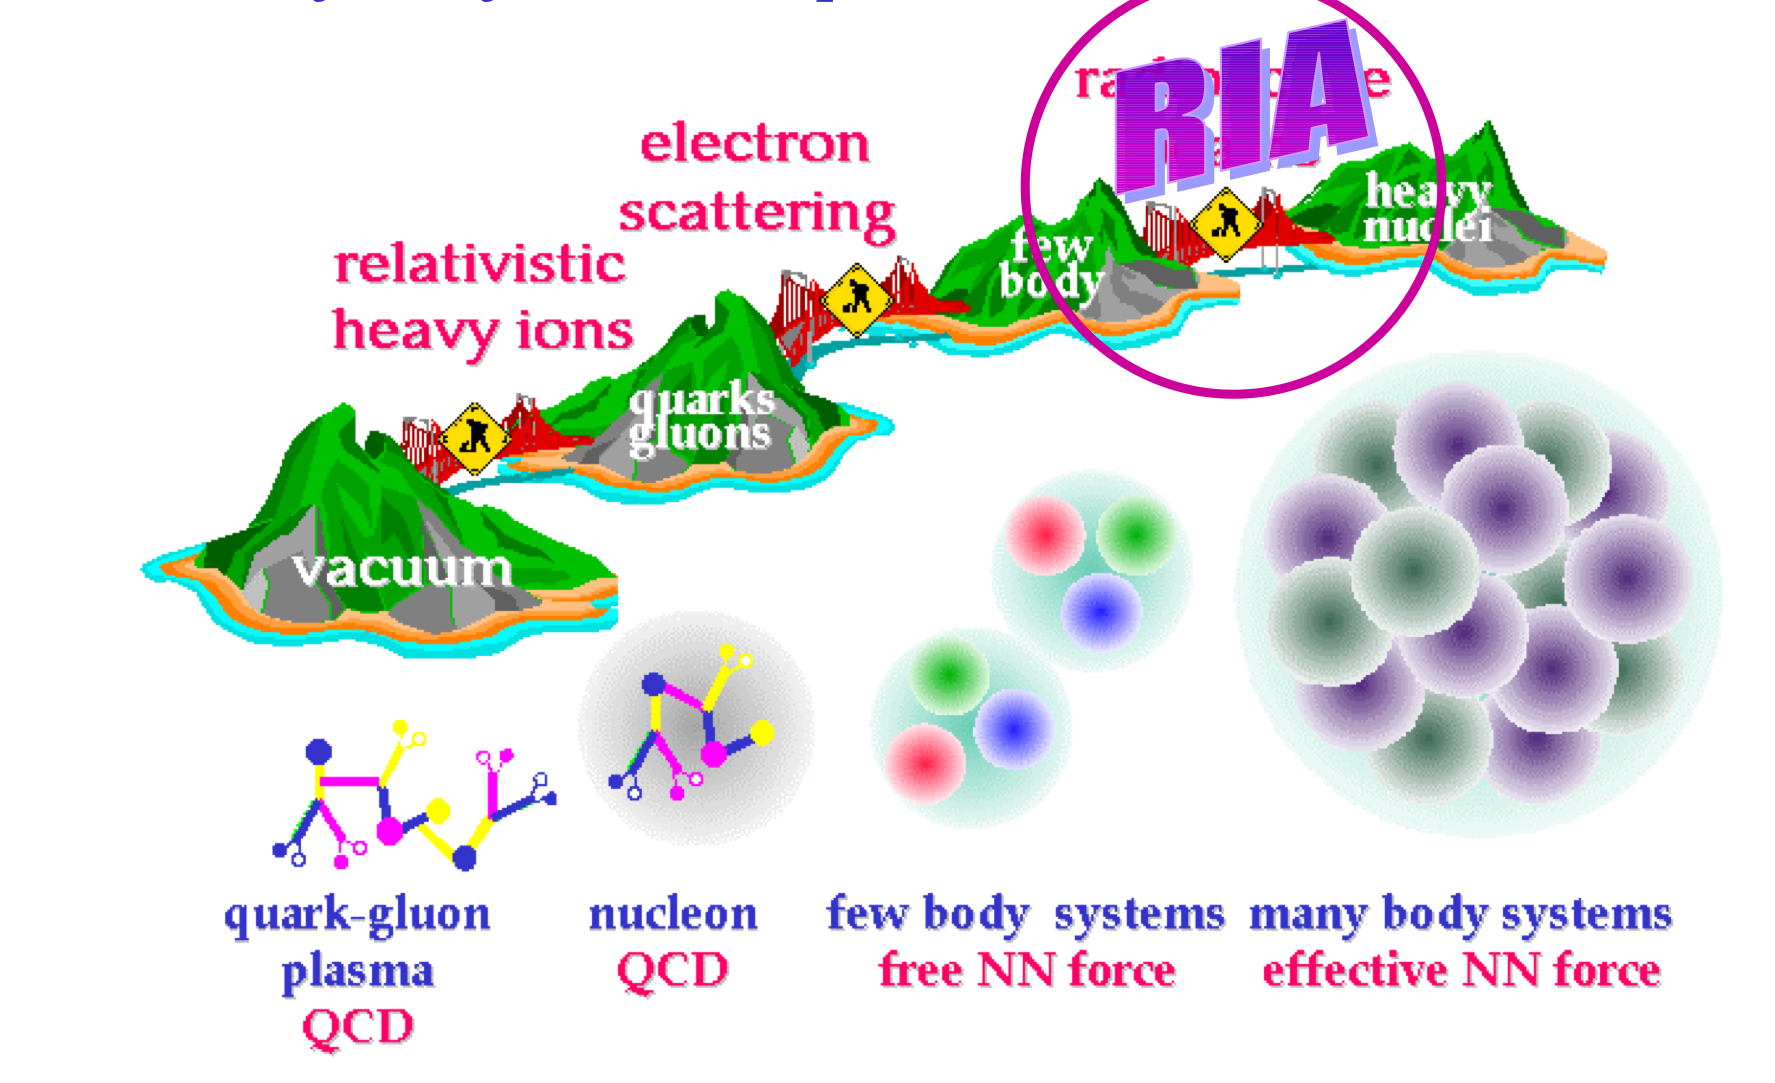 RIA
electron
scattering
relativistic
heavy ions
heavy
nuclei
few
body
quarks
gluons
vacuum
quark-gluon
plasma
QCD
nucleon
QCD
few body systems
free NN force
many body systems
effective NN force